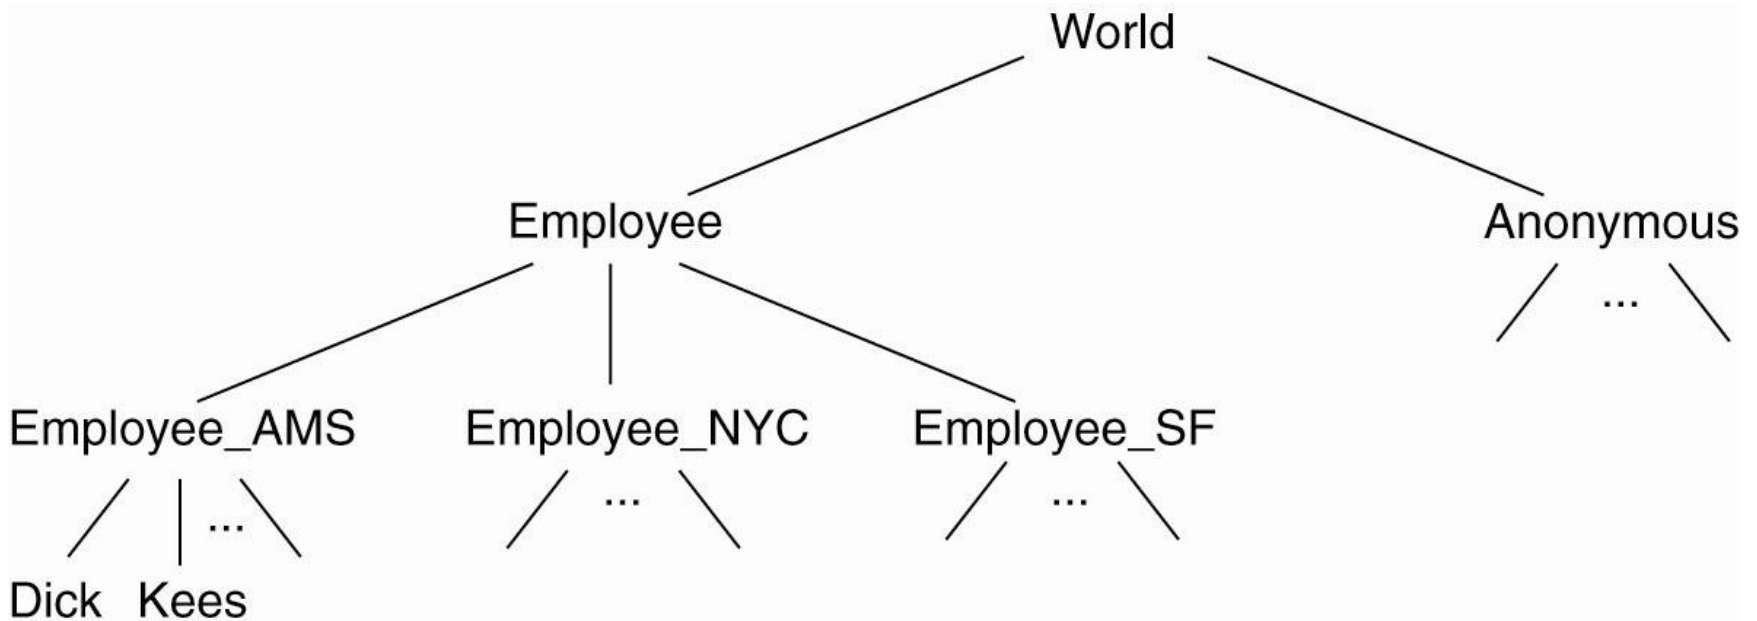 World
Employee Anonymous
...
Employee_AMS Employee_NYC Employee_SF
... ... ...
Dick Kees